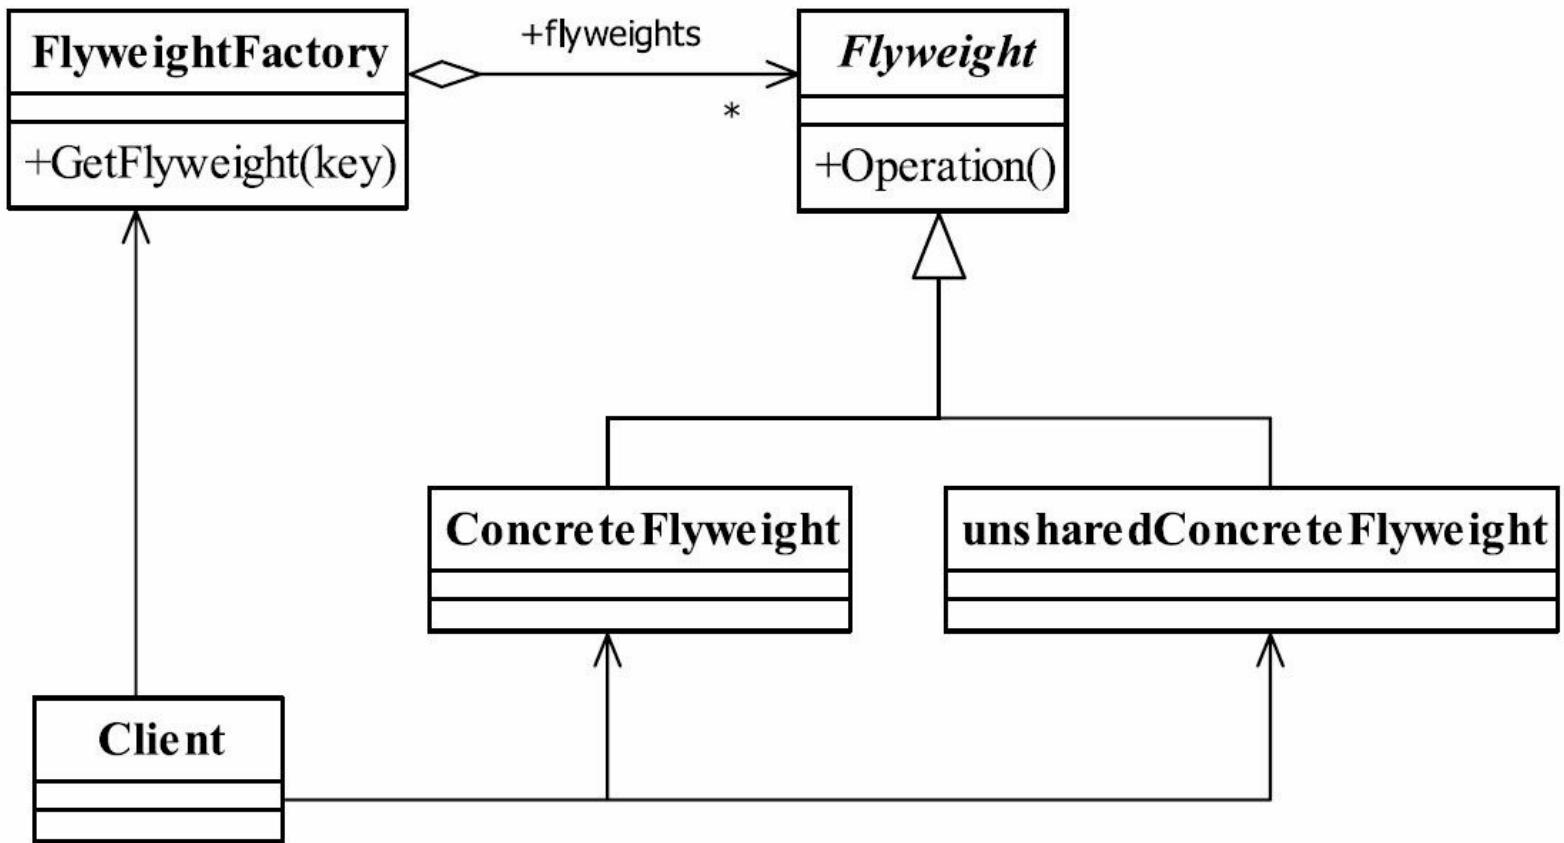 FlyweightFactory
+GetFlyweight(key)
+flyweights
*
Flyweight
+Operation()
ConcreteFlyweight
unsharedConcreteFlyweight
Client